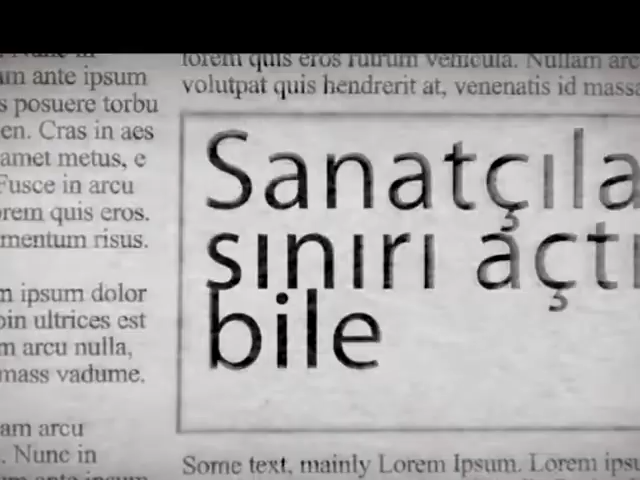 am ante ipsum
s posuere torbu
en. Cras in aes
amet metus, e
Fusce in arcu
orem quis eros.
mentum risus.
m ipsum dolor
oin ultrices est
m arcu nulla,
mass vadume.
am arcu
. Nunc in
lorem quis eros rutrum vehicula. Nullam arc
volutpat quis hendrerit at, venenatis id massa
Sanatçıla
sınırı açtı
bile
Some text, mainly Lorem Ipsum. Lorem ipsu